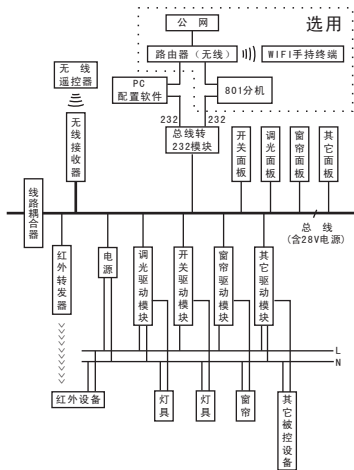 公网
选用
路由器（无线）
WIFI手持终端
无线
遥控器
PC
配置软件
801分机
232
232
无线接收器
总线转
232模块
开关面板
调光面板
窗帘面板
其它面板
线路耦合器
总线
(含28V电源)
红外转发器
电源
调光驱动模块
开关驱动模块
窗帘驱动模块
其它驱动模块
L
N
红外设备
灯具
灯具
窗帘
其它被控设备